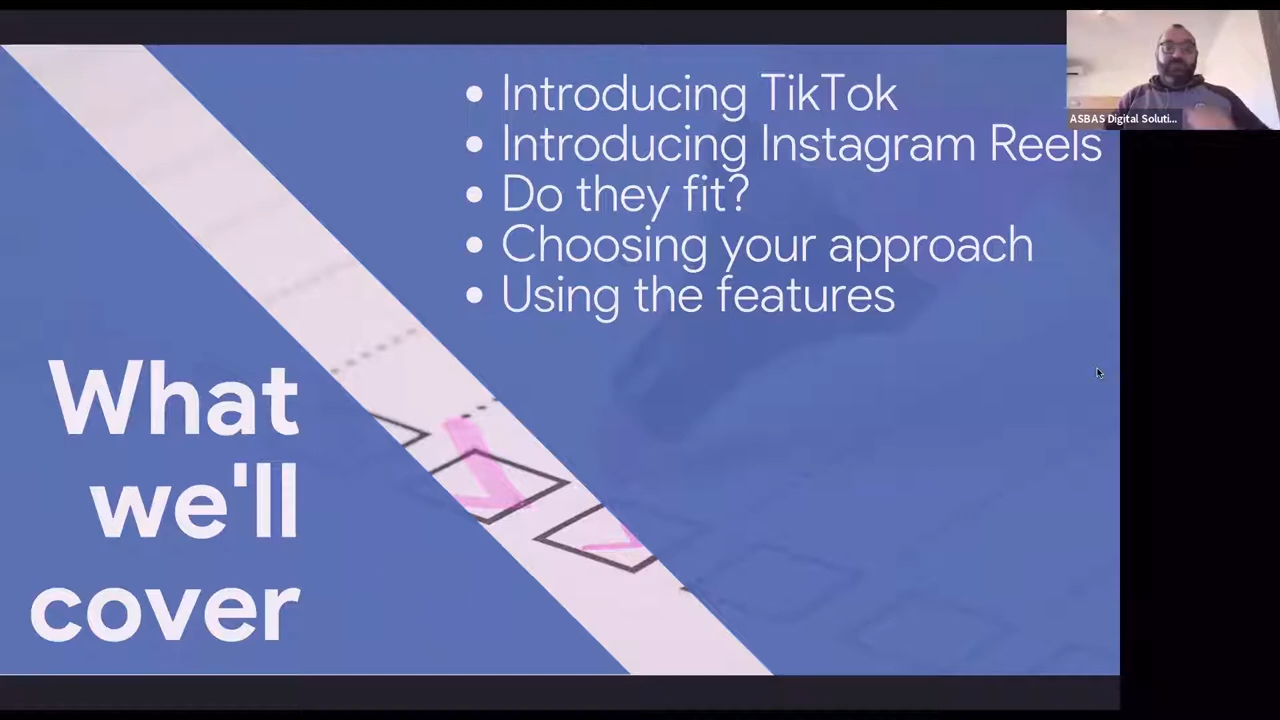 • Introducing TikTok
• Introducing Instagram Reels
• Do they fit?
• Choosing your approach
• Using the features
What
we'll
cover
ASBAS Digital Soluti...